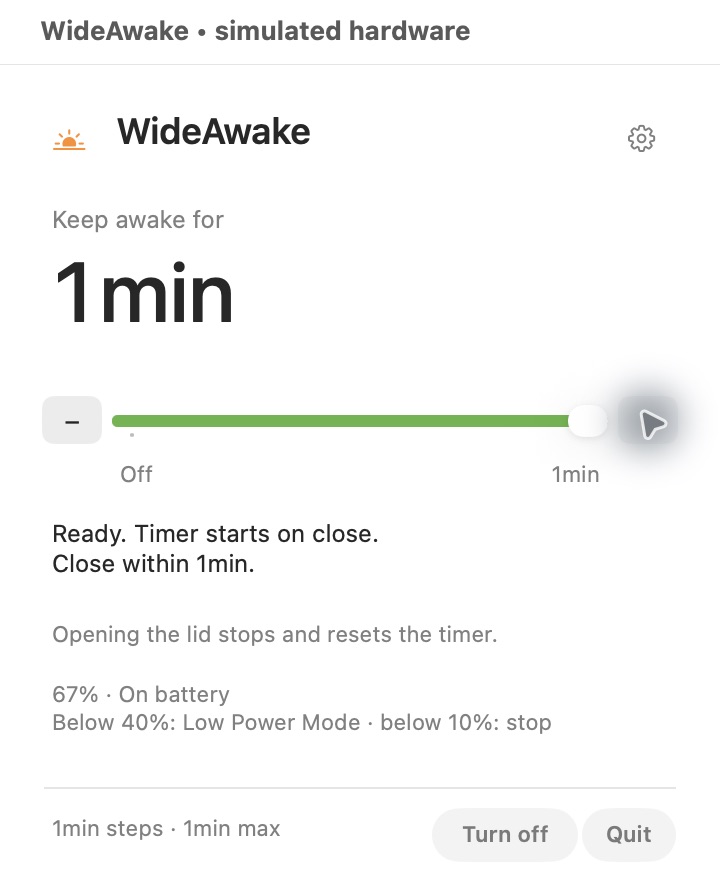 WideAwake • simulated hardware
WideAwake
Keep awake for
1min
–
Off 1min
Ready. Timer starts on close.
Close within 1min.
Opening the lid stops and resets the timer.
67% · On battery
Below 40%: Low Power Mode · below 10%: stop
1min steps · 1min max Turn off Quit